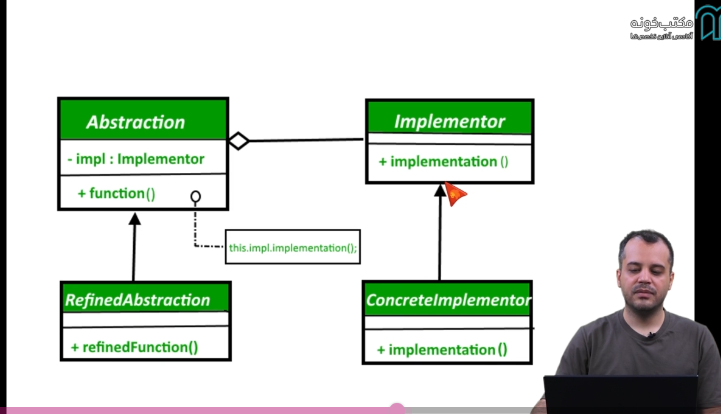 مکتب‌خونه
Abstraction
- impl : Implementor
+ function()
Implementor
+ implementation ()
this.impl.implementation();
RefinedAbstraction
+ refinedFunction()
ConcreteImplementor
+ implementation()